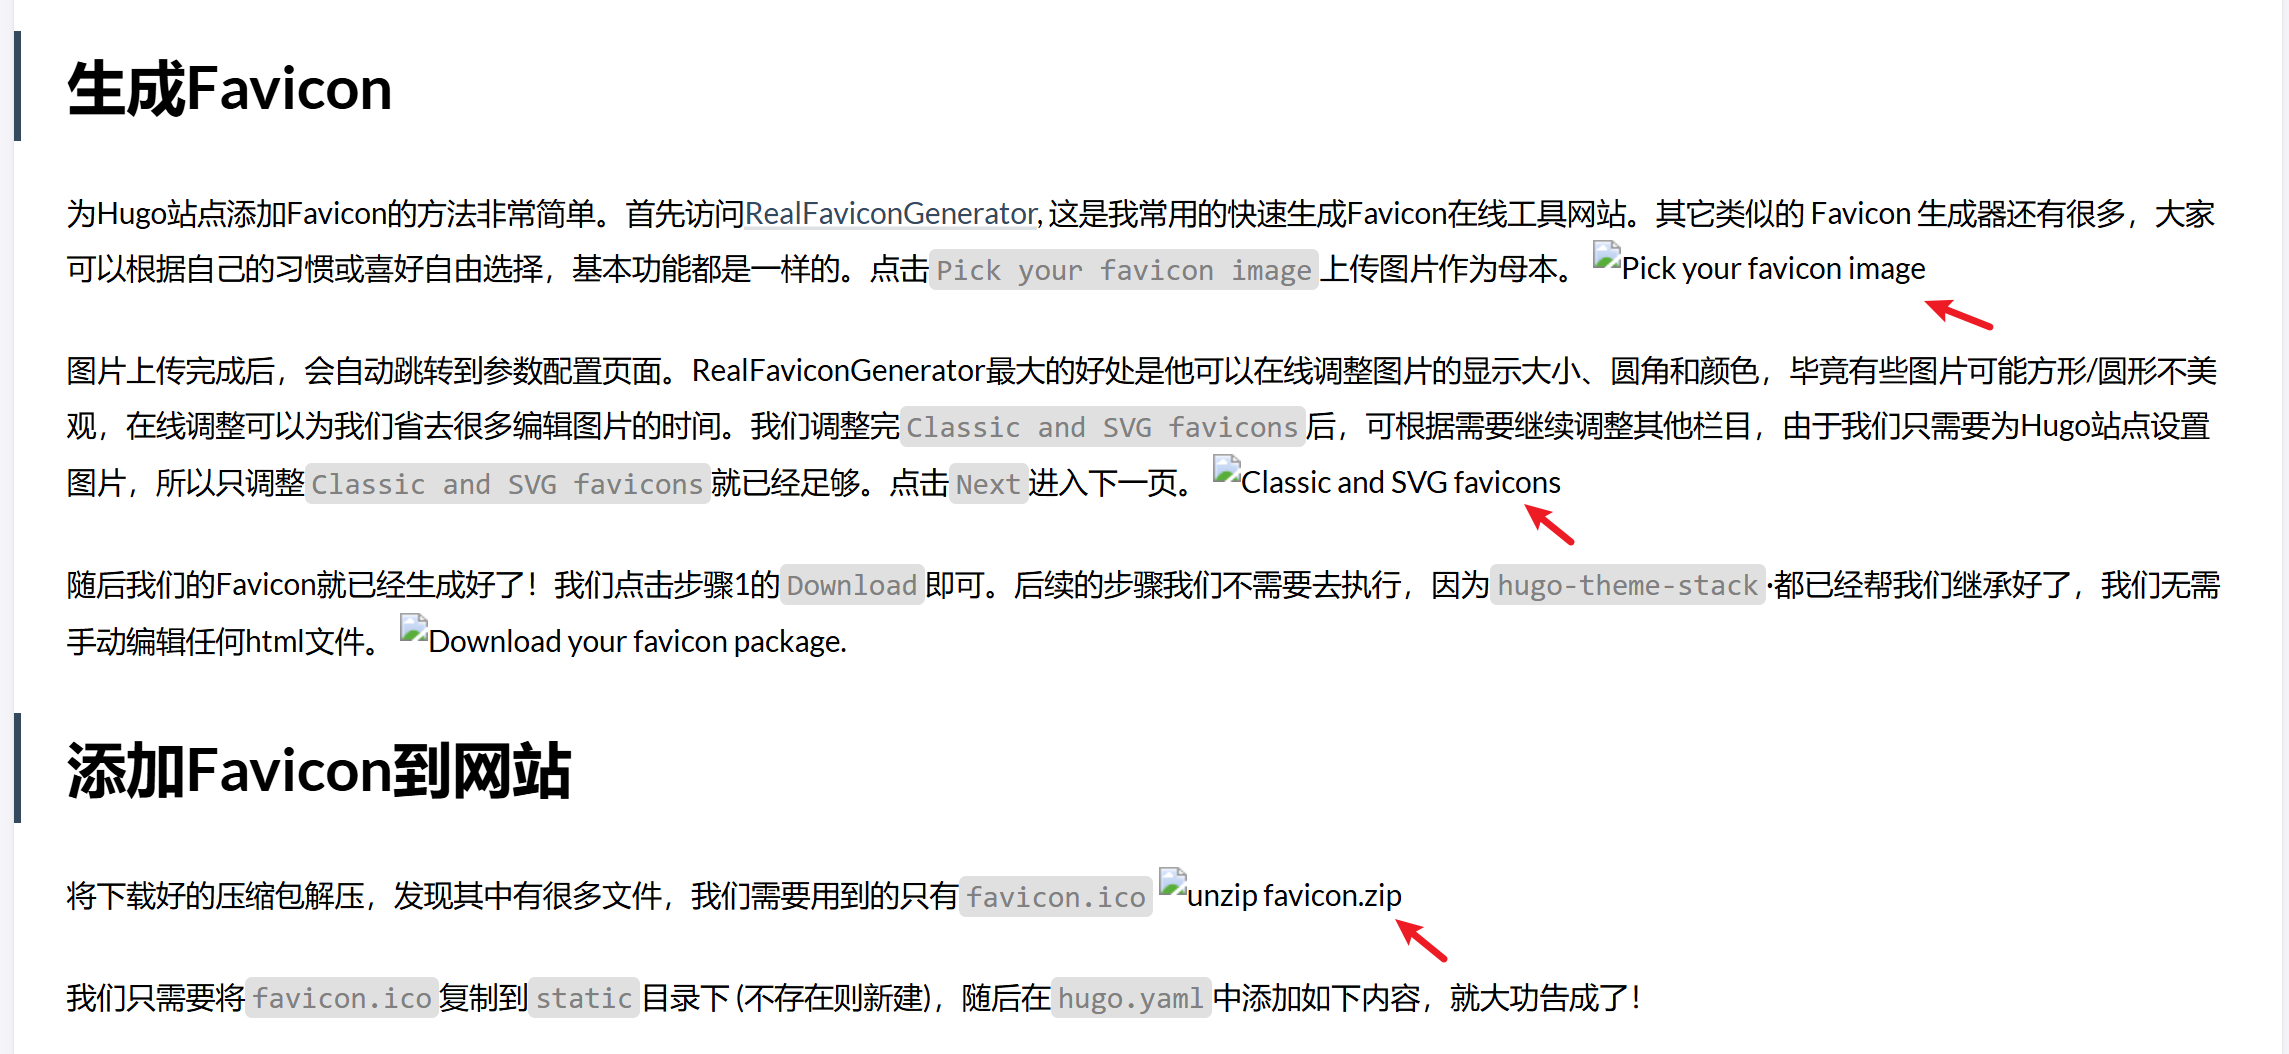 生成Favicon
为Hugo站点添加Favicon的方法非常简单。首先访问RealFaviconGenerator, 这是我常用的快速生成Favicon在线工具网站。其它类似的 Favicon 生成器还有很多，大家
可以根据自己的习惯或喜好自由选择，基本功能都是一样的。点击Pick your favicon image上传图片作为母本。 Pick your favicon image
图片上传完成后，会自动跳转到参数配置页面。RealFaviconGenerator最大的好处是他可以在线调整图片的显示大小、圆角和颜色，毕竟有些图片可能方形/圆形不美
观，在线调整可以为我们省去很多编辑图片的时间。我们调整完Classic and SVG favicons后，可根据需要继续调整其他栏目，由于我们只需要为Hugo站点设置
图片，所以只调整Classic and SVG favicons就已经足够。点击Next进入下一页。 Classic and SVG favicons
随后我们的Favicon就已经生成好了！我们点击步骤1的Download即可。后续的步骤我们不需要去执行，因为hugo-theme-stack·都已经帮我们继承好了，我们无需
手动编辑任何html文件。 Download your favicon package.
添加Favicon到网站
将下载好的压缩包解压，发现其中有很多文件，我们需要用到的只有favicon.ico unzip favicon.zip
我们只需要将favicon.ico复制到static目录下 (不存在则新建)，随后在hugo.yaml中添加如下内容，就大功告成了！